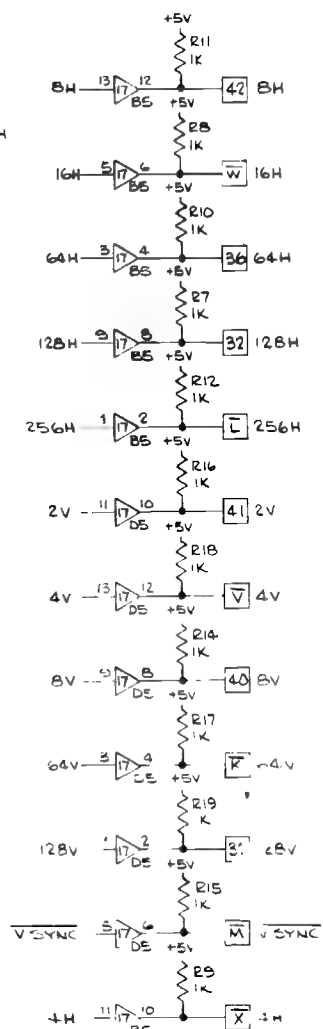 +5V
R11
1K
8H 13 17 12 42 8H
B5 +5V
R8
1K
16H 5 17 6 W̅ 16H
B5 +5V
R10
1K
64H 3 17 4 36 64H
B5 +5V
R7
1K
128H 9 17 8 32 128H
B5 +5V
R12
1K
256H 1 17 2 L̅ 256H
B5 +5V
R16
1K
2V 11 17 10 41 2V
D5 +5V
R18
1K
4V 13 17 12 V̅ 4V
D5 +5V
R14
1K
8V 9 17 8 40 8V
D5 +5V
R17
1K
64V 3 17 4 4V
+5V
R19
K
128V 17 2 28V
D5 +5V
R15
1K
V SYNC 5 17 6 M̅ V SYNC
D5 +5V
R9
1K
H 11 17 10 X̅ H
B5